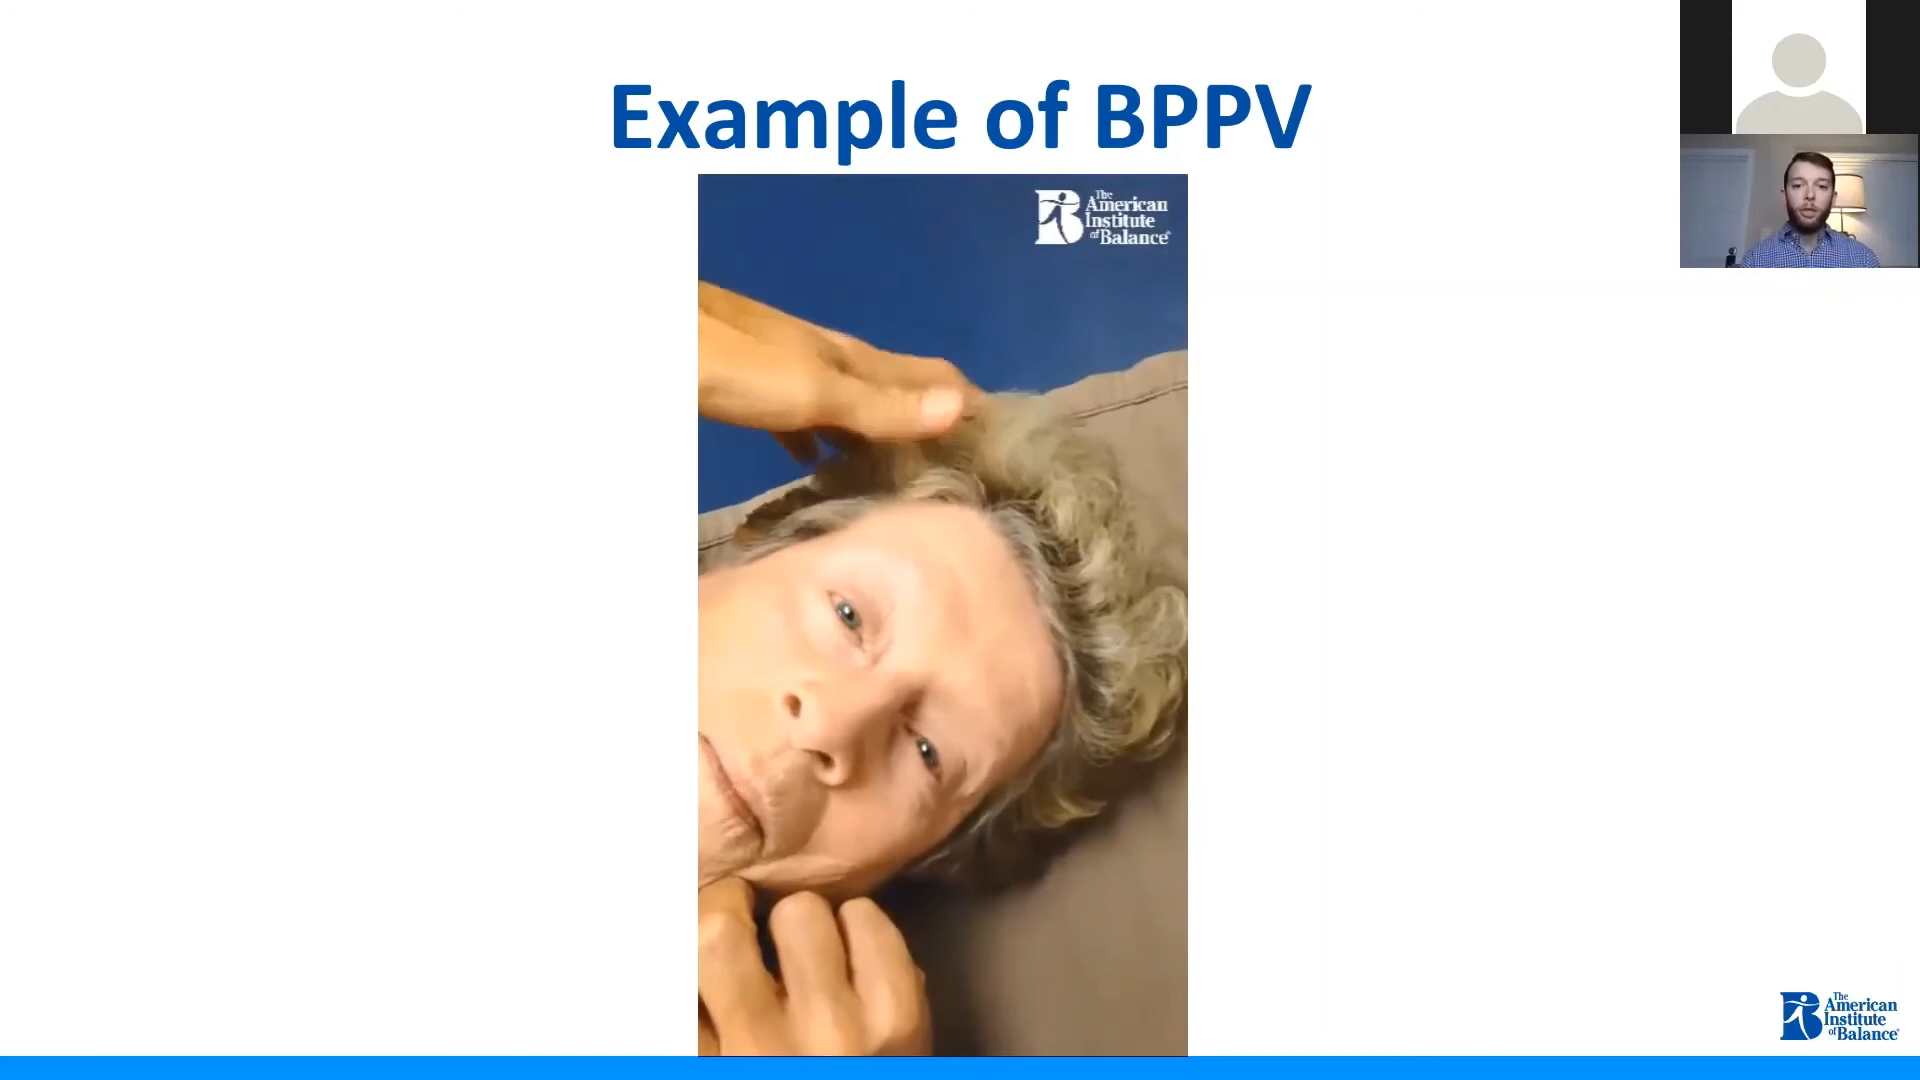 Example of BPPV
The
American
Institute
of Balance
The
American
Institute
of Balance